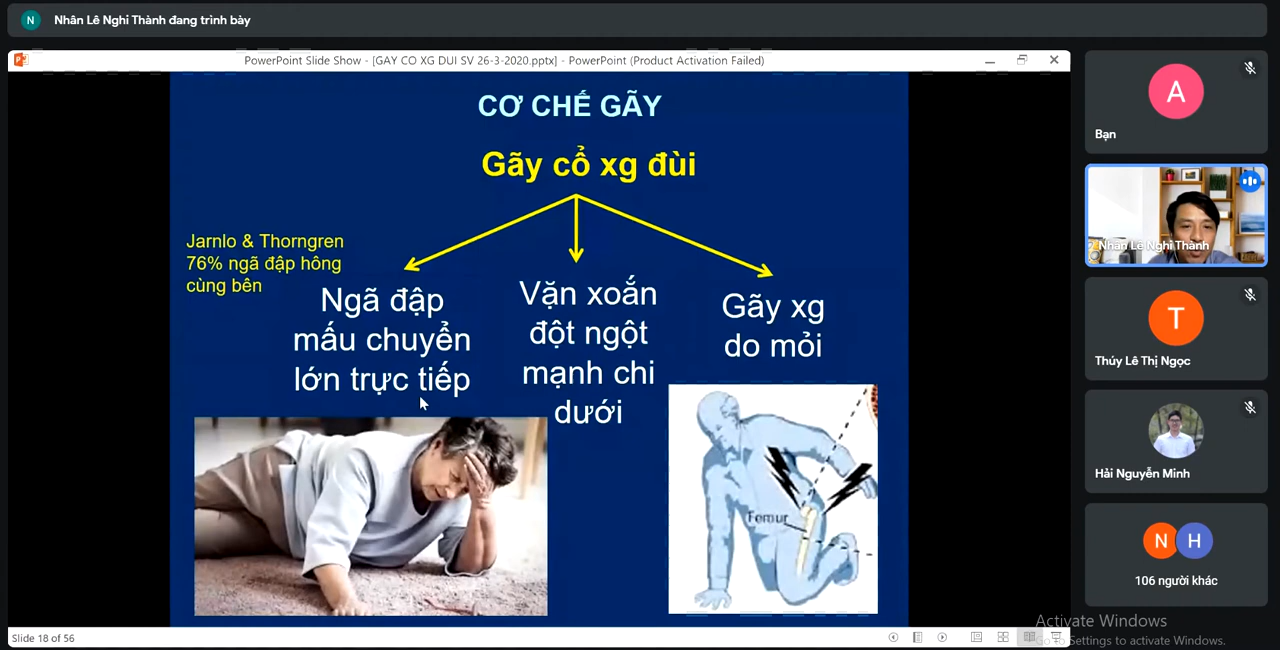 N
Nhân Lê Nghi Thành đang trình bày
PowerPoint Slide Show - [GAY CO XG DUI SV 26-3-2020.pptx] - PowerPoint (Product Activation Failed)
CƠ CHẾ GÃY
Gãy cổ xg đùi
Jarnlo & Thorngren
76% ngã đập hông
cùng bên
Ngã đập
mấu chuyển
lớn trực tiếp
Vặn xoắn
đột ngột
mạnh chi
dưới
Gãy xg
do mỏi
Femur
Slide 18 of 56
A
Bạn
Nhân Lê Nghi Thành
T
Thúy Lê Thị Ngọc
Hải Nguyễn Minh
N H
106 người khác
Activate Windows
Go to Settings to activate Windows.